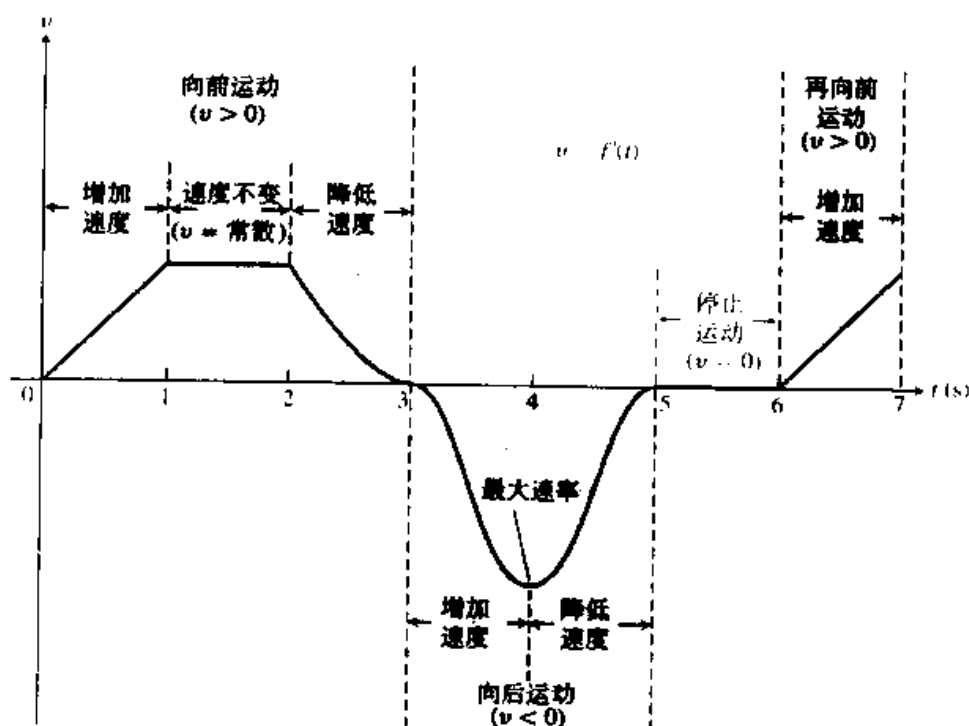 v
向前运动
(v > 0)
再向前
运动
(v > 0)
v = f'(t)
增加
速度
速度不变
(v = 常数)
降低
速度
增加
速度
停止
运动
(v = 0)
0 1 2 3 4 5 6 7 t (s)
最大速率
增加
速度
降低
速度
向后运动
(v < 0)